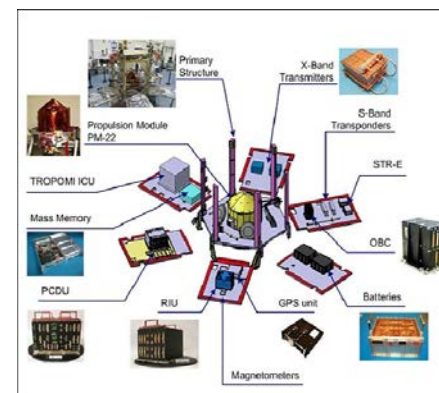 Primary
Structure
X-Band
Transmitters
Propulsion Module
PM-22
S-Band
Transponders
TROPOMI ICU
STR-E
Mass Memory
OBC
PCDU
RIU
GPS unit
Batteries
Magnetometers